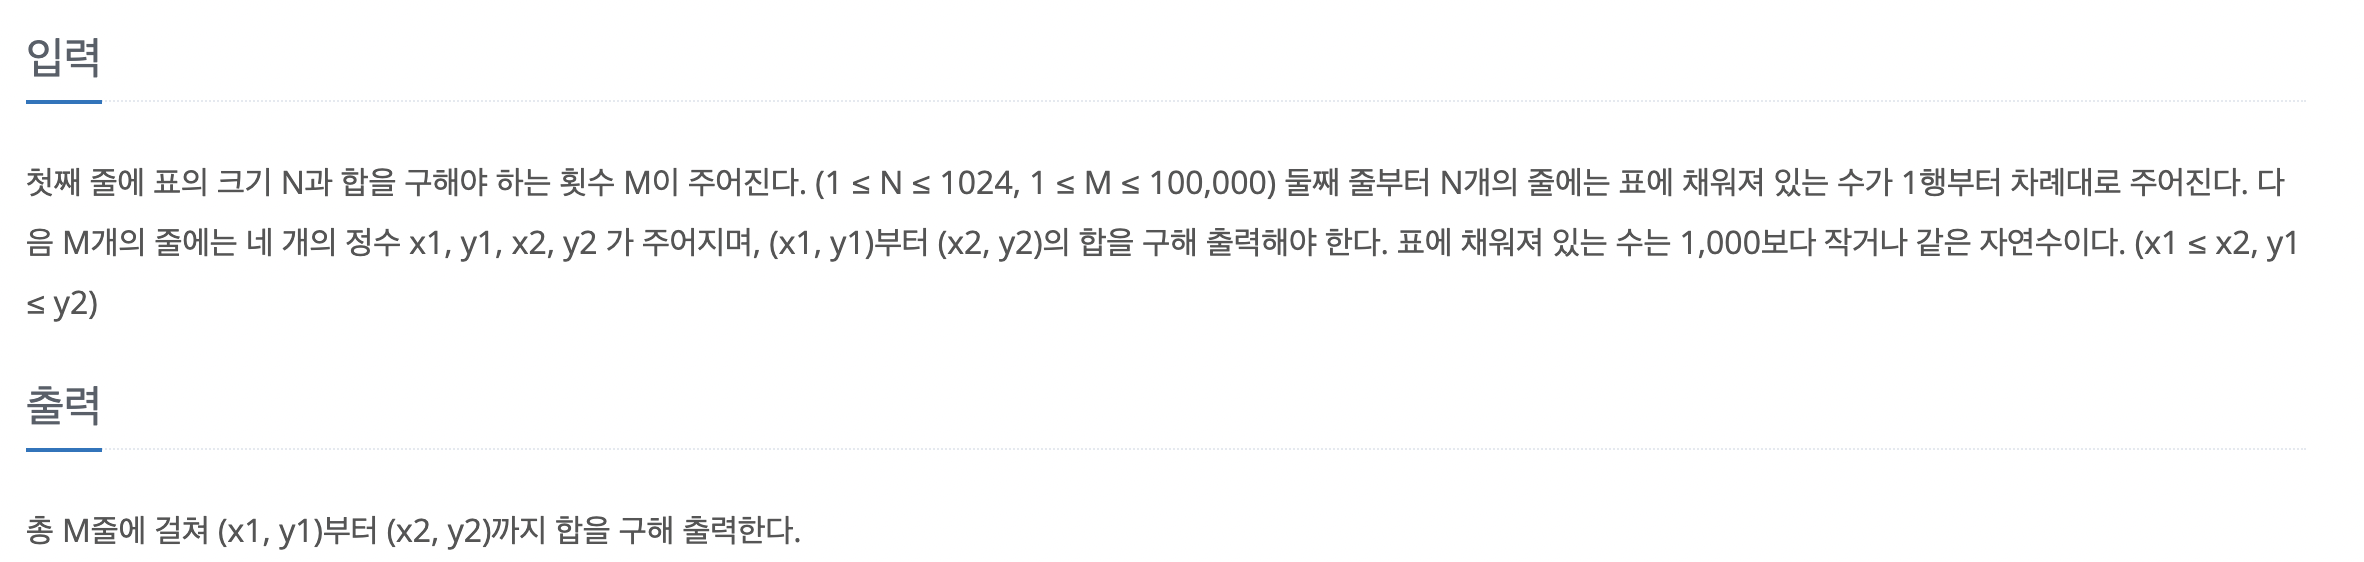 입력
첫째 줄에 표의 크기 N과 합을 구해야 하는 횟수 M이 주어진다. (1 ≤ N ≤ 1024, 1 ≤ M ≤ 100,000) 둘째 줄부터 N개의 줄에는 표에 채워져 있는 수가 1행부터 차례대로 주어진다. 다
음 M개의 줄에는 네 개의 정수 x1, y1, x2, y2 가 주어지며, (x1, y1)부터 (x2, y2)의 합을 구해 출력해야 한다. 표에 채워져 있는 수는 1,000보다 작거나 같은 자연수이다. (x1 ≤ x2, y1
≤ y2)
출력
총 M줄에 걸쳐 (x1, y1)부터 (x2, y2)까지 합을 구해 출력한다.